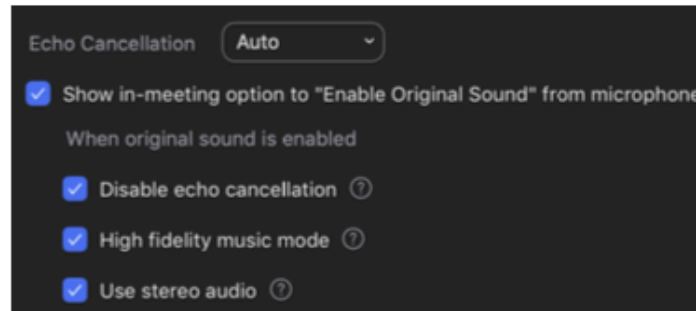 Echo Cancellation Auto
Show in-meeting option to "Enable Original Sound" from microphone
When original sound is enabled
Disable echo cancellation ?
High fidelity music mode ?
Use stereo audio ?